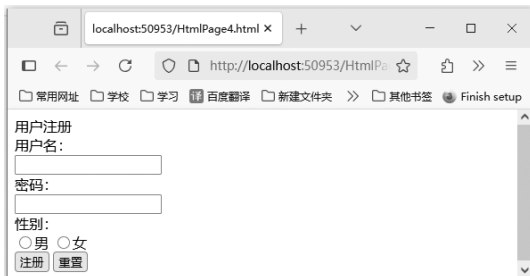 localhost:50953/HtmlPage4.html
http://localhost:50953/HtmlPa
常用网址 学校 学习 译 百度翻译 新建文件夹 其他书签 Finish setup
用户注册
用户名：
密码：
性别：
男 女
注册 重置